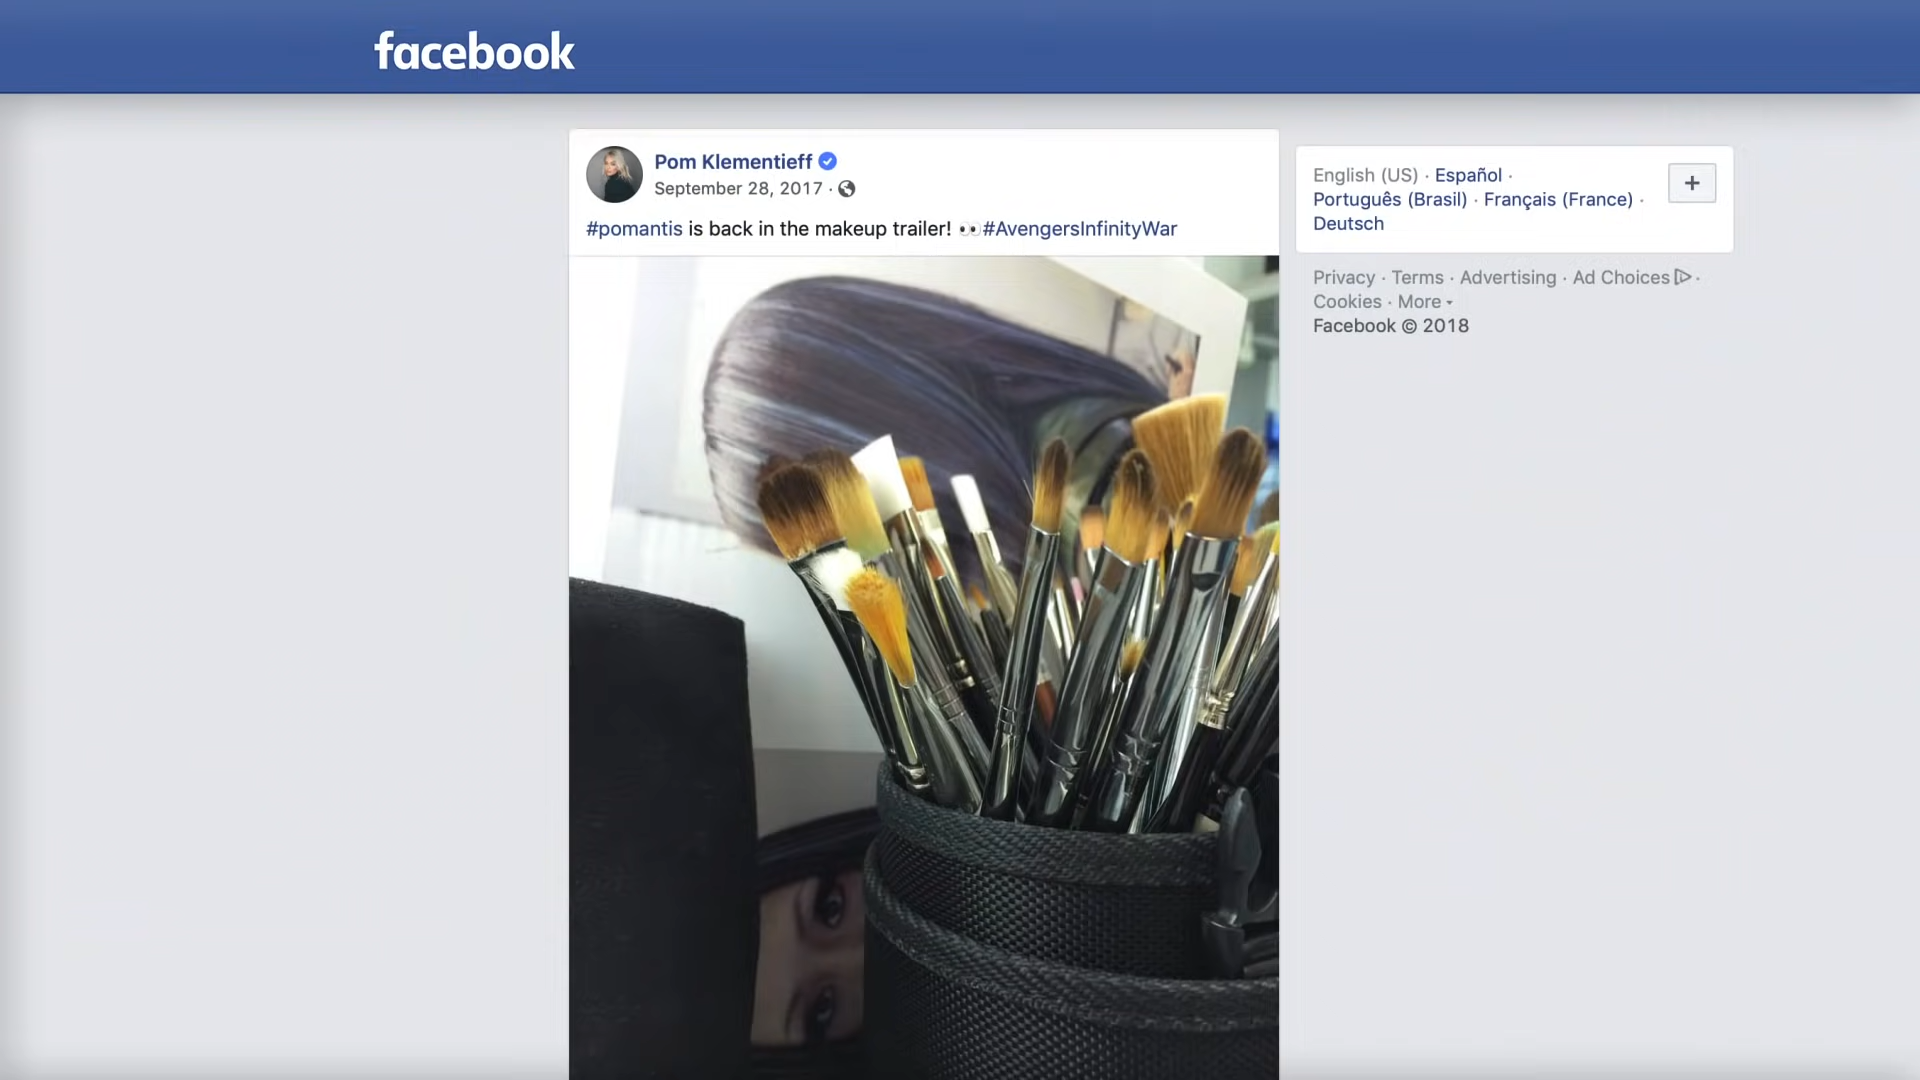 facebook
Pom Klementieff
September 28, 2017 ·
#pomantis is back in the makeup trailer! 👀#AvengersInfinityWar
English (US) · Español ·
Português (Brasil) · Français (France) ·
Deutsch
+
Privacy · Terms · Advertising · Ad Choices ·
Cookies · More
Facebook © 2018